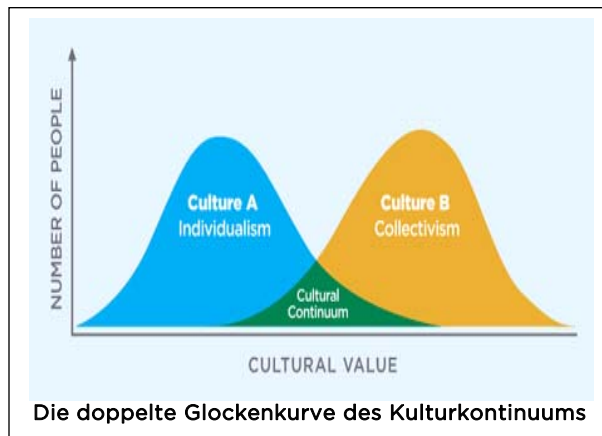 NUMBER OF PEOPLE
Culture A
Individualism
Culture B
Collectivism
Cultural
Continuum
CULTURAL VALUE
Die doppelte Glockenkurve des Kulturkontinuums